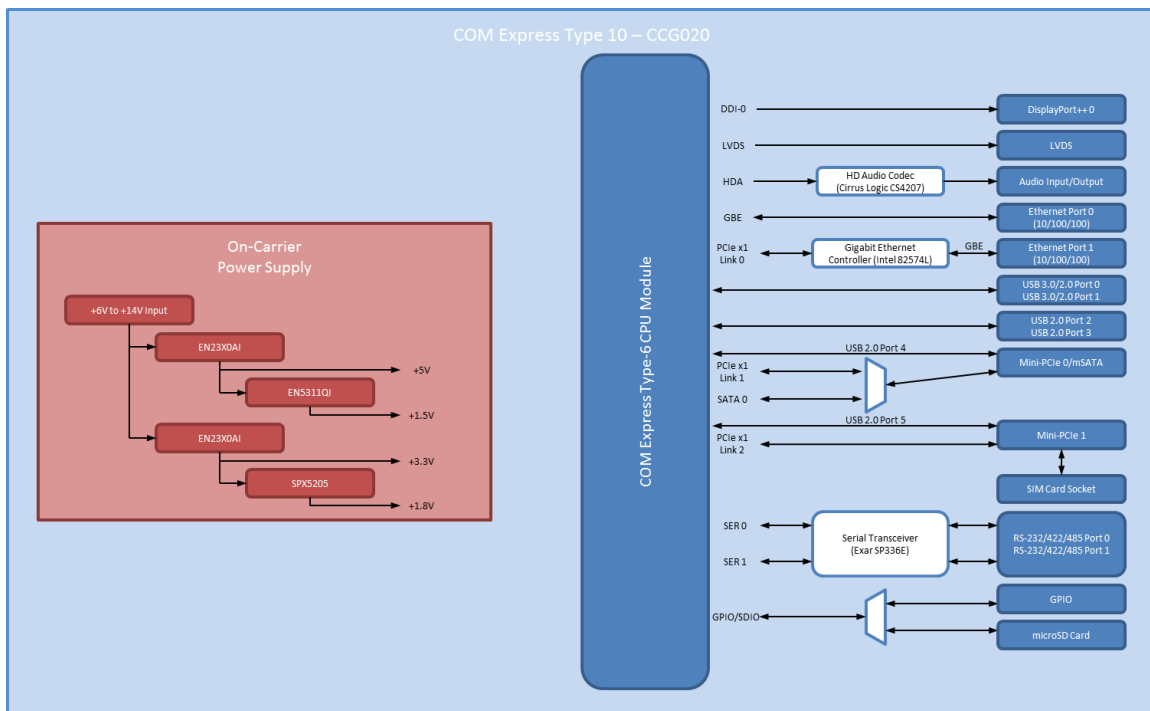 COM Express Type 10 – CCG020
On-Carrier
Power Supply
+6V to +14V Input
EN23X0AI
+5V
EN5311QI
+1.5V
EN23X0AI
+3.3V
SPX5205
+1.8V
COM Express Type-6 CPU Module
DDI-0
DisplayPort++ 0
LVDS
LVDS
HDA
HD Audio Codec
(Cirrus Logic CS4207)
Audio Input/Output
GBE
Ethernet Port 0
(10/100/100)
PCIe x1
Link 0
Gigabit Ethernet
Controller (Intel 82574L)
GBE
Ethernet Port 1
(10/100/100)
USB 3.0/2.0 Port 0
USB 3.0/2.0 Port 1
USB 2.0 Port 2
USB 2.0 Port 3
USB 2.0 Port 4
PCIe x1
Link 1
SATA 0
Mini-PCIe 0/mSATA
USB 2.0 Port 5
PCIe x1
Link 2
Mini-PCIe 1
SIM Card Socket
SER 0
SER 1
Serial Transceiver
(Exar SP336E)
RS-232/422/485 Port 0
RS-232/422/485 Port 1
GPIO/SDIO
GPIO
microSD Card